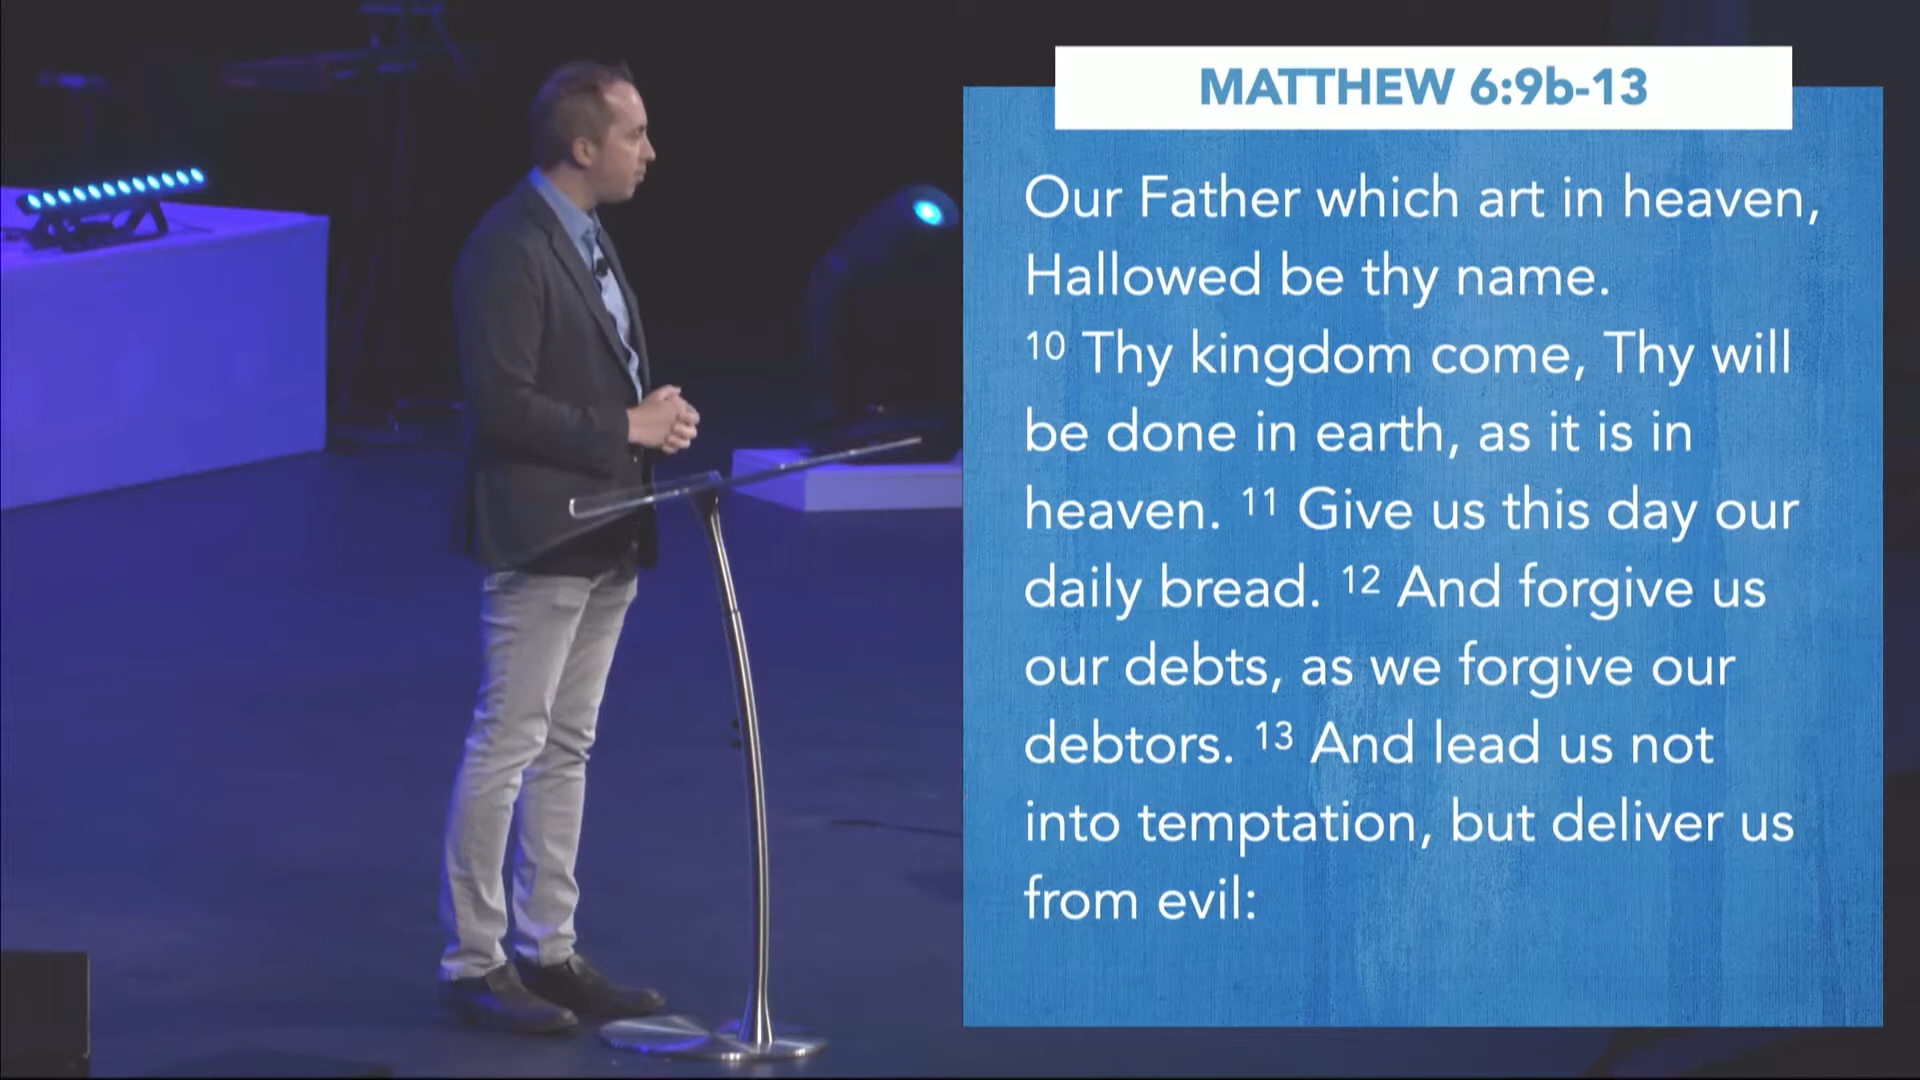 MATTHEW 6:9b-13
Our Father which art in heaven,
Hallowed be thy name.
10 Thy kingdom come, Thy will
be done in earth, as it is in
heaven. 11 Give us this day our
daily bread. 12 And forgive us
our debts, as we forgive our
debtors. 13 And lead us not
into temptation, but deliver us
from evil: